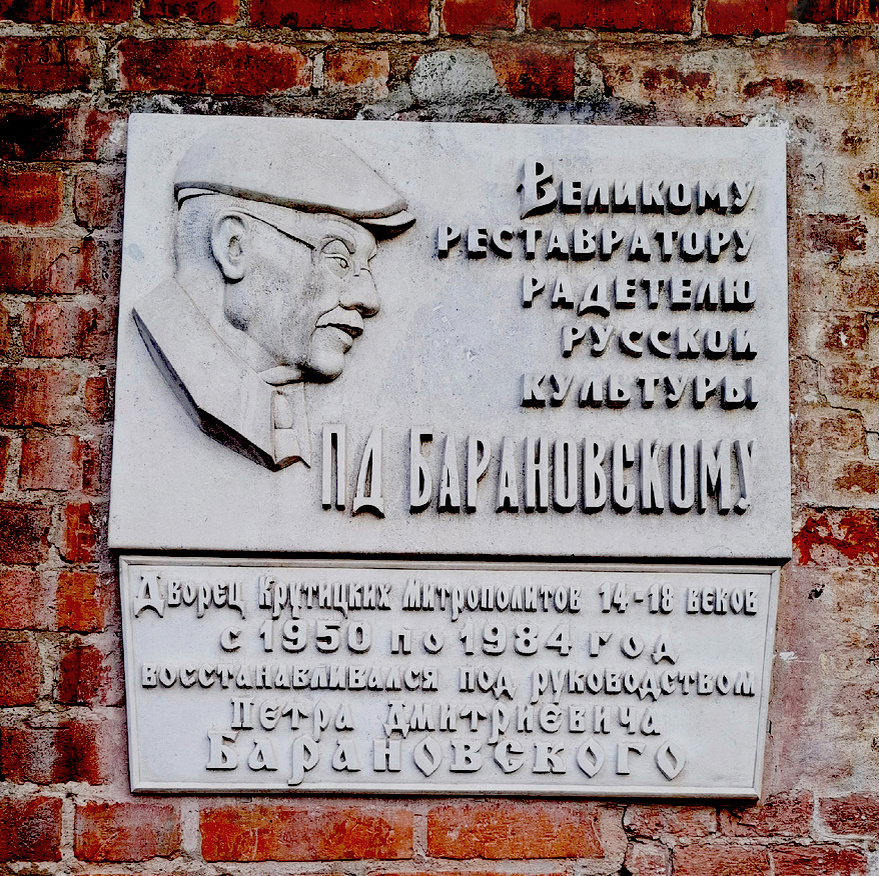 Великому
реставратору
радетелю
русской
культуры
ПД Барановскому
Дворец Крутицких митрополитов 14-18 веков
с 1950 по 1984 год
восстанавливался под руководством
Петра Дмитриевича
Барановского